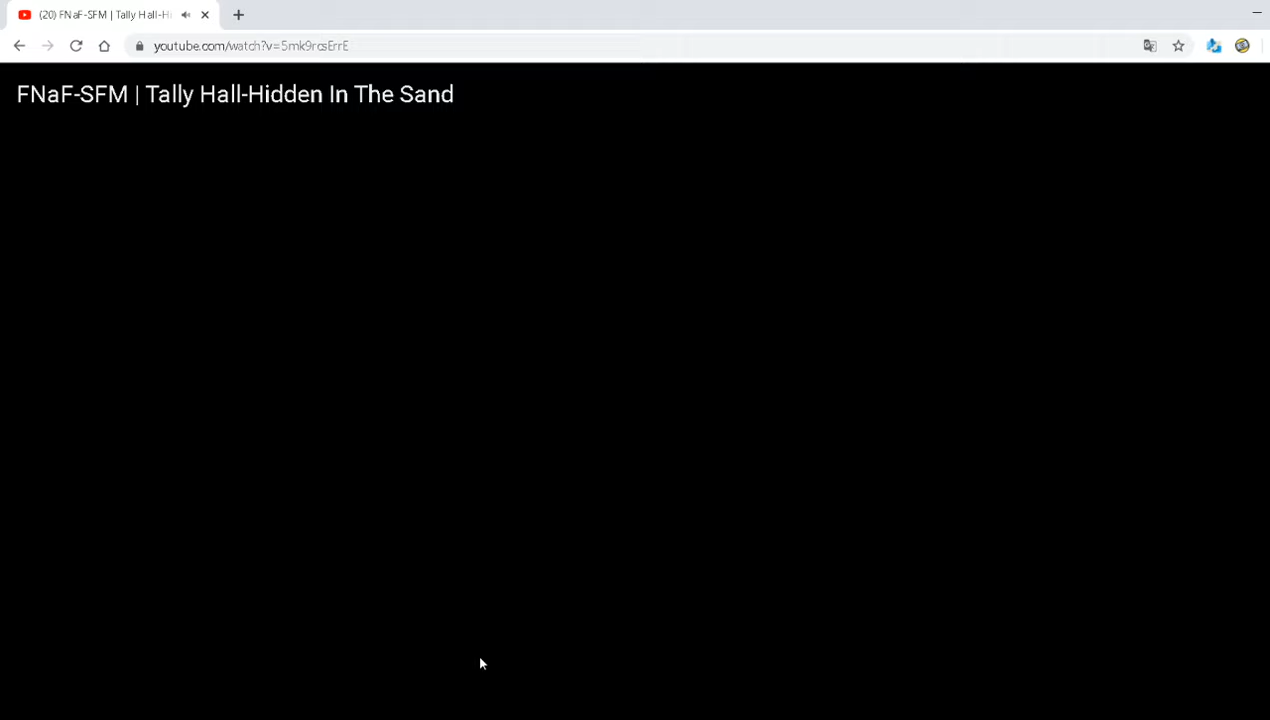 (20) FNaF-SFM | Tally Hall-Hi
youtube.com/watch?v=5mk9rcsErrE
FNaF-SFM | Tally Hall-Hidden In The Sand